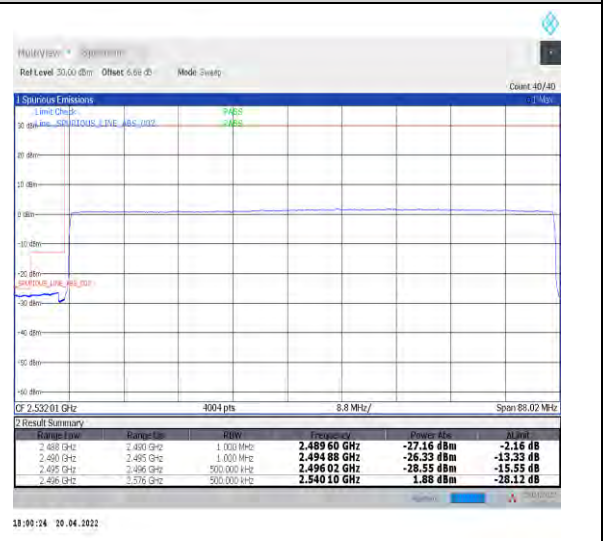 MultiView Spectrum
Ref Level 30.00 dBm Offset 6.68 dB Mode Sweep
Count 40/40
1 Spurious Emissions
Limit Check PASS
30 dBm Line _SPURIOUS_LINE_ABS_002 PASS
20 dBm
10 dBm
0 dBm
-10 dBm
-20 dBm
_SPURIOUS_LINE_ABS_002
-30 dBm
-40 dBm
-50 dBm
-60 dBm
CF 2.53201 GHz 4004 pts 8.8 MHz/ Span 88.02 MHz
2 Result Summary
Range Low Range Up RBW Frequency Power Abs ΔLimit
2.488 GHz 2.490 GHz 1.000 MHz 2.489 60 GHz -27.16 dBm -2.16 dB
2.490 GHz 2.495 GHz 1.000 MHz 2.494 88 GHz -26.33 dBm -13.33 dB
2.495 GHz 2.496 GHz 500.000 kHz 2.496 02 GHz -28.55 dBm -15.55 dB
2.496 GHz 2.576 GHz 500.000 kHz 2.540 10 GHz 1.88 dBm -28.12 dB
18:00:24 20.04.2022